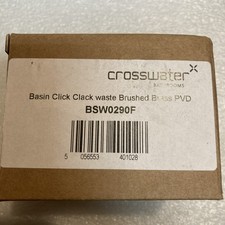 crosswater
BATHROOMS
Basin Click Clack waste Brushed Brass PVD
BSW0290F
5 056553 401028